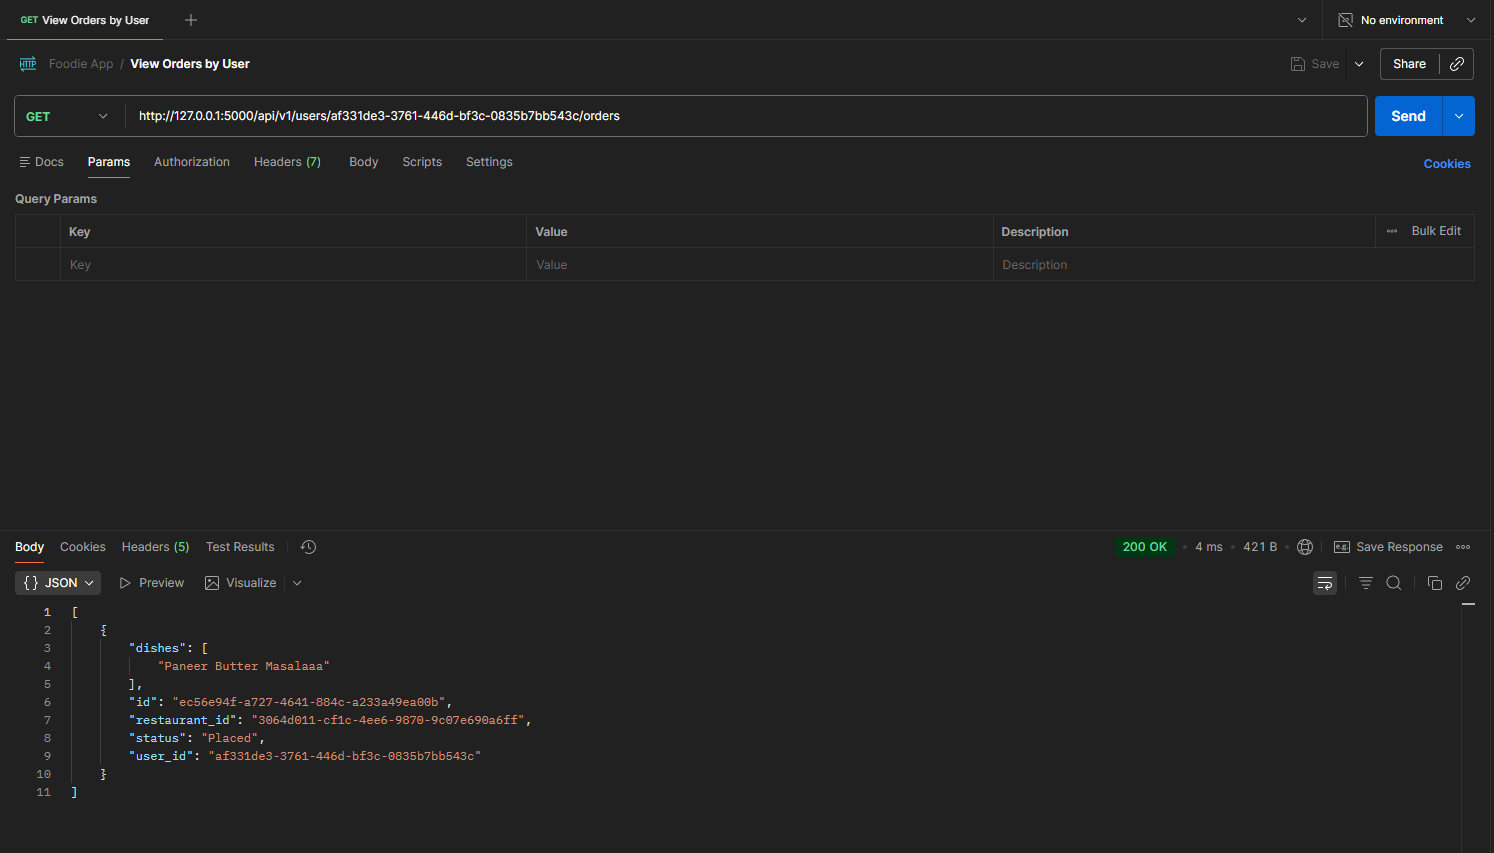 GET View Orders by User
No environment
HTTP Foodie App / View Orders by User
Save
Share
GET
http://127.0.0.1:5000/api/v1/users/af331de3-3761-446d-bf3c-0835b7bb543c/orders
Send
Docs Params Authorization Headers (7) Body Scripts Settings
Cookies
Query Params
Key Value Description Bulk Edit
Key Value Description
Body Cookies Headers (5) Test Results
200 OK • 4 ms • 421 B • e.g. Save Response
{} JSON Preview Visualize
1 [
2 {
3 "dishes": [
4 "Paneer Butter Masalaaa"
5 ],
6 "id": "ec56e94f-a727-4641-884c-a233a49ea00b",
7 "restaurant_id": "3064d011-cf1c-4ee6-9870-9c07e690a6ff",
8 "status": "Placed",
9 "user_id": "af331de3-3761-446d-bf3c-0835b7bb543c"
10 }
11 ]